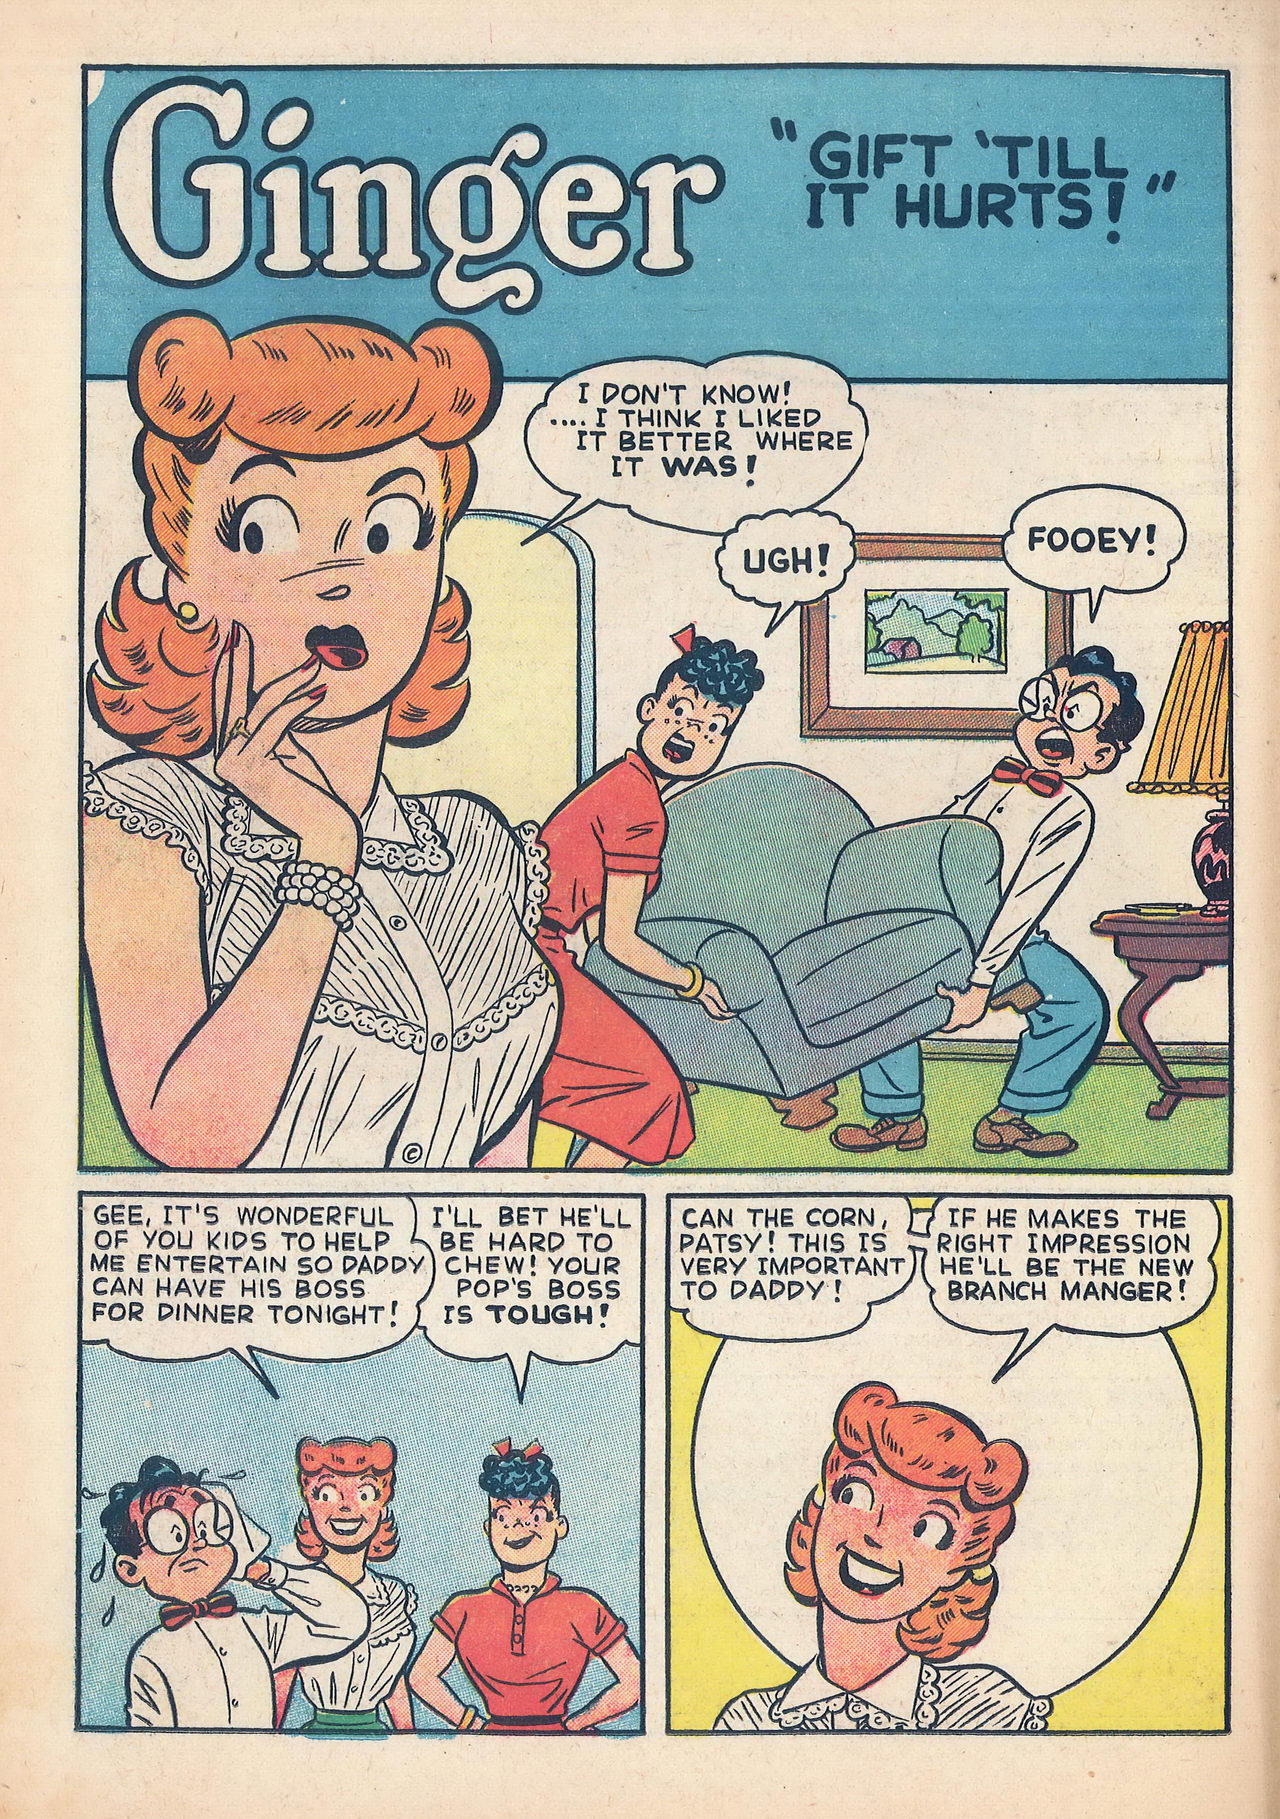 Ginger
"GIFT 'TILL
IT HURTS!"
I DON'T KNOW!
....I THINK I LIKED
IT BETTER WHERE
IT WAS!
UGH!
FOOEY!
GEE, IT'S WONDERFUL
OF YOU KIDS TO HELP
ME ENTERTAIN SO DADDY
CAN HAVE HIS BOSS
FOR DINNER TONIGHT!
I'LL BET HE'LL
BE HARD TO
CHEW! YOUR
POP'S BOSS
IS TOUGH!
CAN THE CORN,
PATSY! THIS IS
VERY IMPORTANT
TO DADDY!
IF HE MAKES THE
RIGHT IMPRESSION
HE'LL BE THE NEW
BRANCH MANGER!